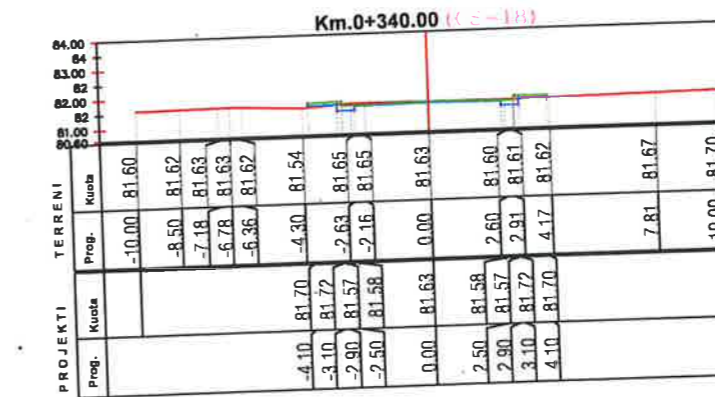 Km.0+340.00
84.00
84
83.00
82
82.00
82
81.00
80.60
TERRENI
Kuota 81.60 81.62 81.63 81.63 81.62 81.54 81.65 81.65 81.63 81.60 81.61 81.62 81.67 81.70
Prog. -10.00 -8.50 -7.18 -6.78 -6.36 -4.30 -2.63 -2.16 0.00 2.60 2.91 4.17 7.81 10.00
PROJEKTI
Kuota 81.70 81.72 81.57 81.58 81.63 81.58 81.57 81.72 81.70
Prog. -4.10 -3.10 -2.90 -2.50 0.00 2.50 2.90 3.10 4.10